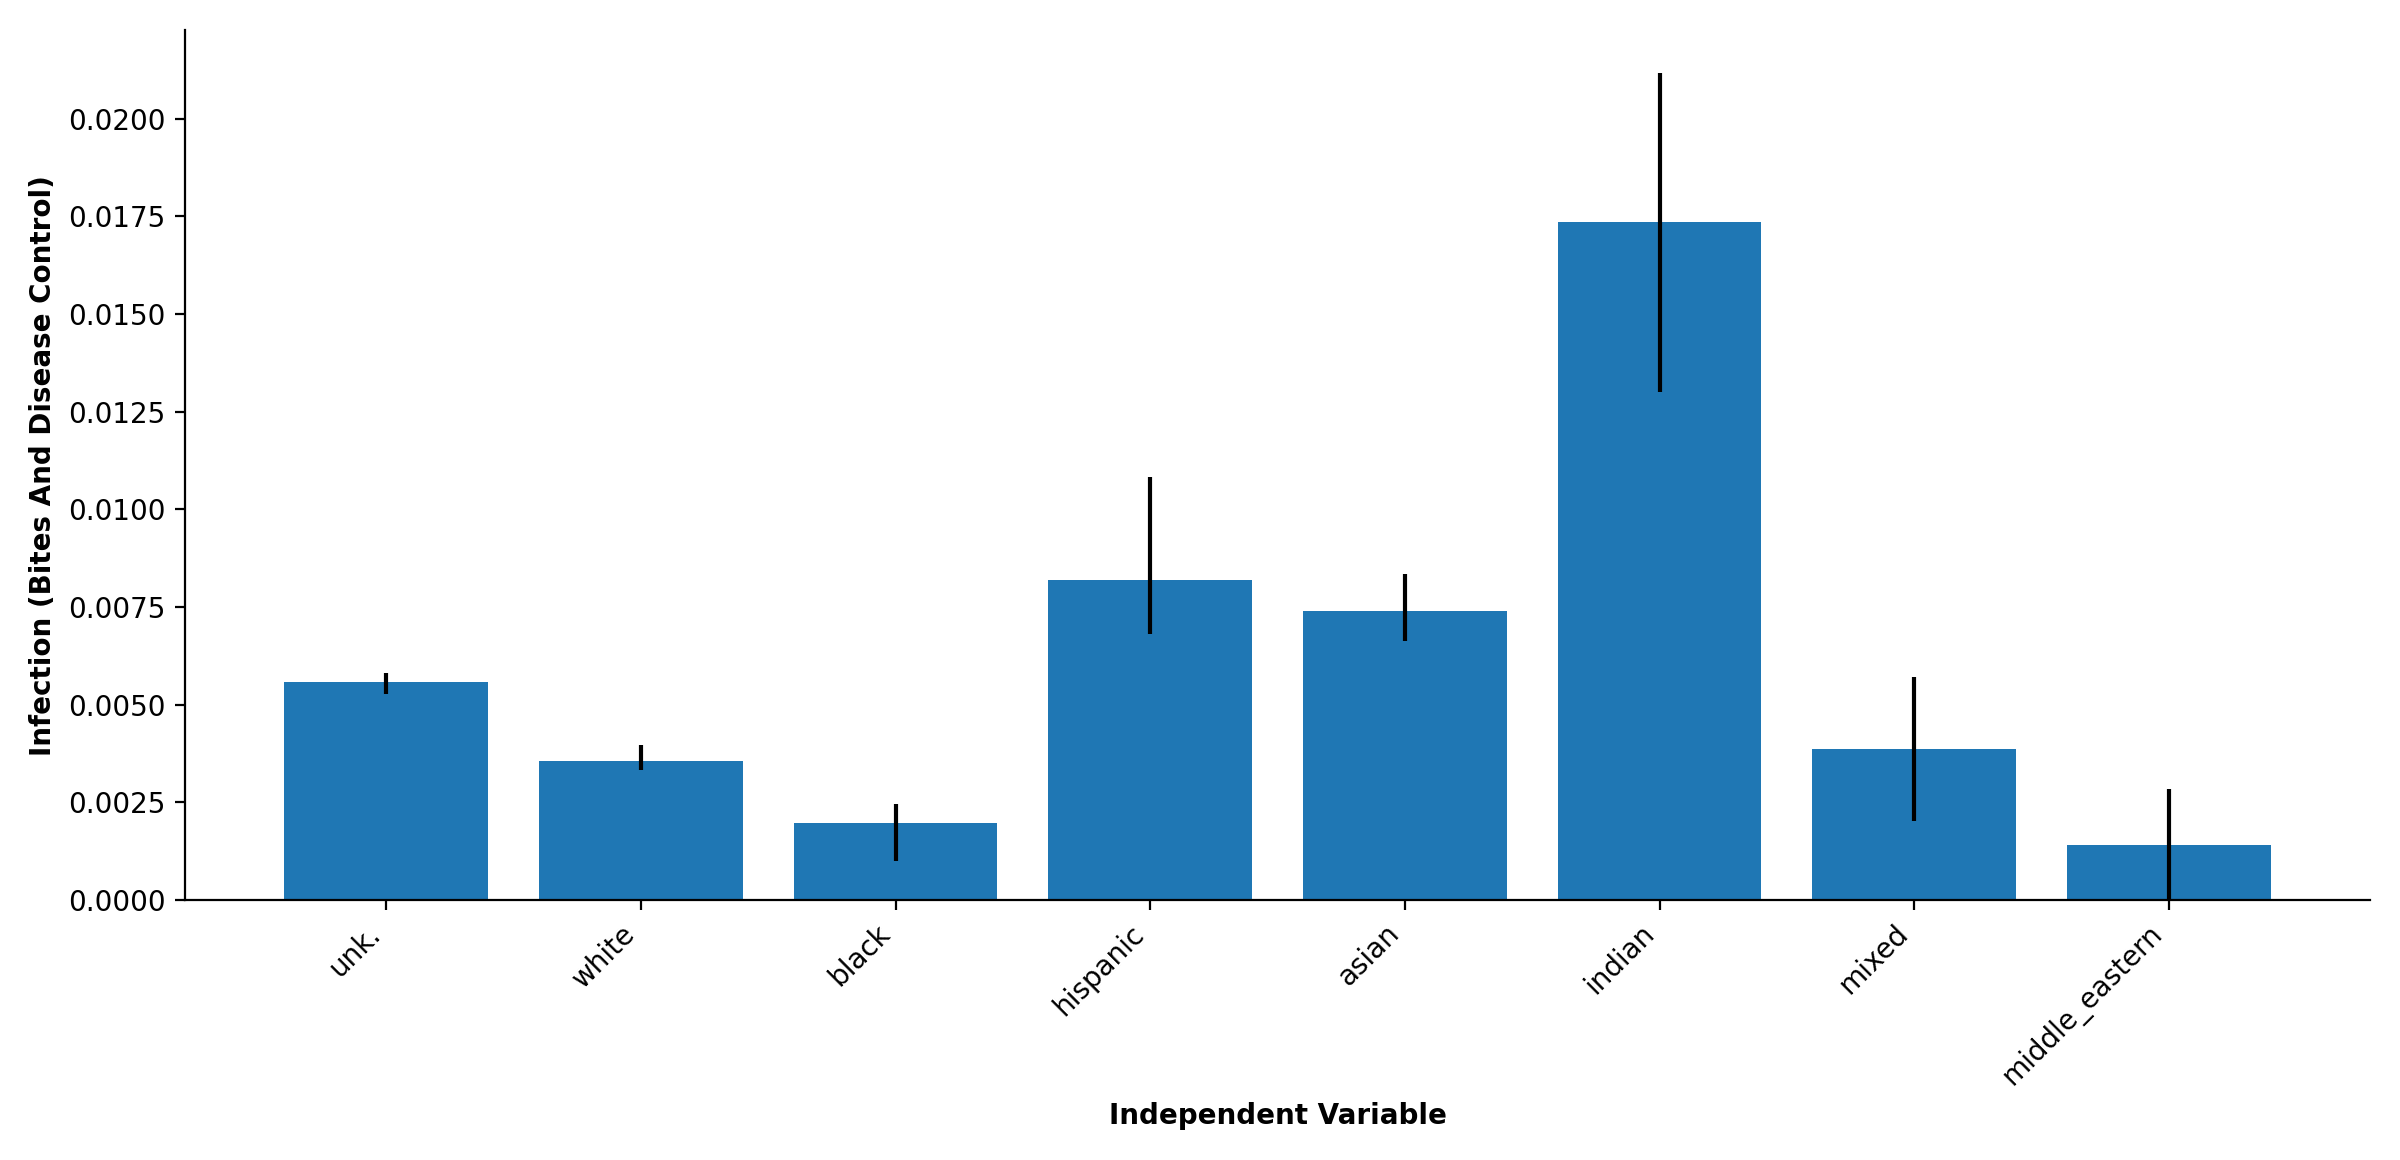 Infection (Bites And Disease Control)
0.0200
0.0175
0.0150
0.0125
0.0100
0.0075
0.0050
0.0025
0.0000
unk.
white
black
hispanic
asian
indian
mixed
middle_eastern
Independent Variable